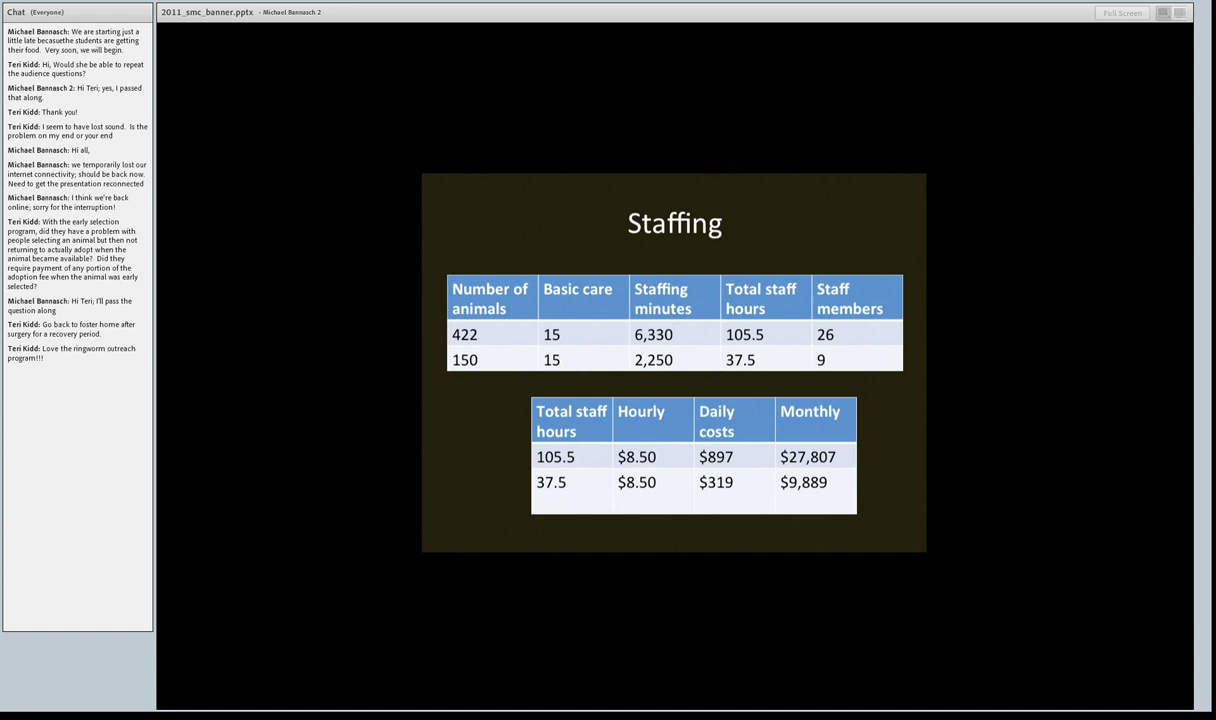 Chat (Everyone)
Michael Bannasch: We are starting just a
little late becasuethe students are getting
their food. Very soon, we will begin.
Teri Kidd: Hi, Would she be able to repeat
the audience questions?
Michael Bannasch 2: Hi Teri; yes, I passed
that along.
Teri Kidd: Thank you!
Teri Kidd: I seem to have lost sound. Is the
problem on my end or your end
Michael Bannasch: Hi all,
Michael Bannasch: we temporarily lost our
internet connectivity; should be back now.
Need to get the presentation reconnected
Michael Bannasch: I think we're back
online; sorry for the interruption!
Teri Kidd: With the early selection
program, did they have a problem with
people selecting an animal but then not
returning to actually adopt when the
animal became available? Did they
require payment of any portion of the
adoption fee when the animal was early
selected?
Michael Bannasch: Hi Teri; I'll pass the
question along
Teri Kidd: Go back to foster home after
surgery for a recovery period.
Teri Kidd: Love the ringworm outreach
program!!!
2011_smc_banner.pptx - Michael Bannasch 2
Full Screen
Staffing
Number of animals Basic care Staffing minutes Total staff hours Staff members
422 15 6,330 105.5 26
150 15 2,250 37.5 9
Total staff hours Hourly Daily costs Monthly
105.5 $8.50 $897 $27,807
37.5 $8.50 $319 $9,889